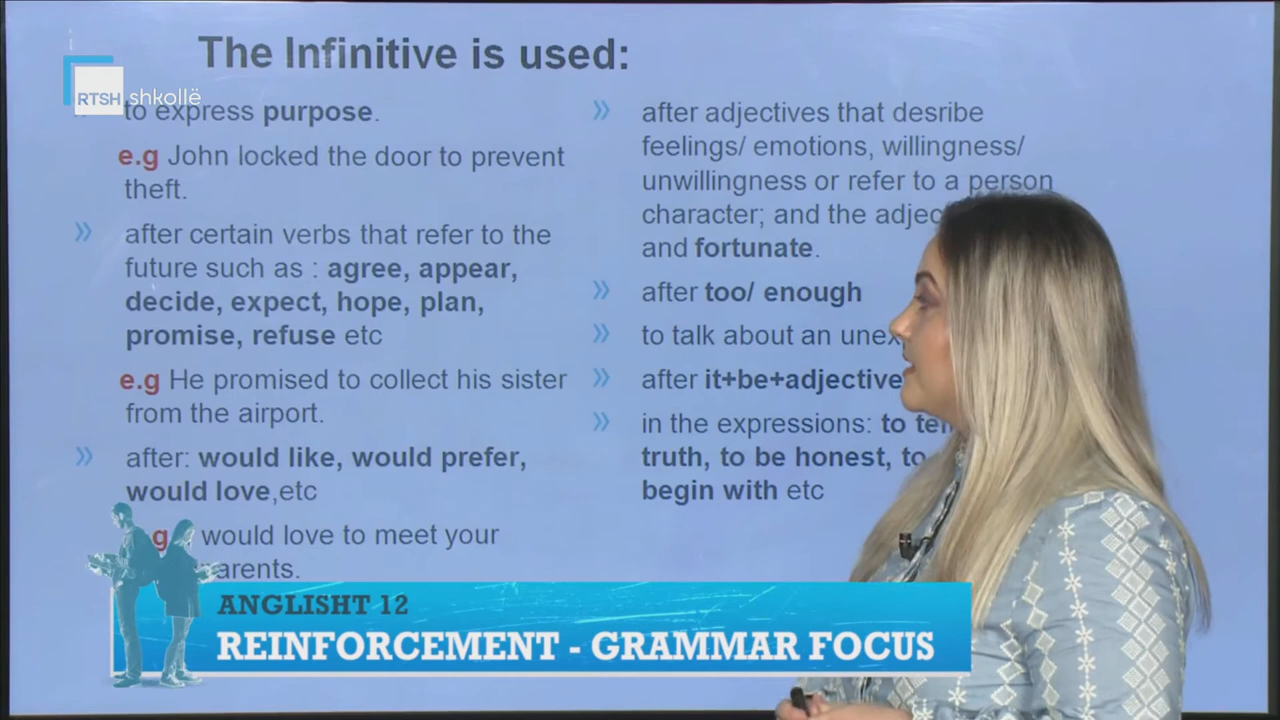 The Infinitive is used:
RTSH shkollë
to express purpose.
e.g John locked the door to prevent
theft.
» after certain verbs that refer to the
future such as : agree, appear,
decide, expect, hope, plan,
promise, refuse etc
e.g He promised to collect his sister
from the airport.
» after: would like, would prefer,
would love,etc
g would love to meet your
arents.
» after adjectives that desribe
feelings/ emotions, willingness/
unwillingness or refer to a person
character; and the adjec
and fortunate.
» after too/ enough
» to talk about an unex
» after it+be+adjective
» in the expressions: to tell
truth, to be honest, to
begin with etc
ANGLISHT 12
REINFORCEMENT - GRAMMAR FOCUS